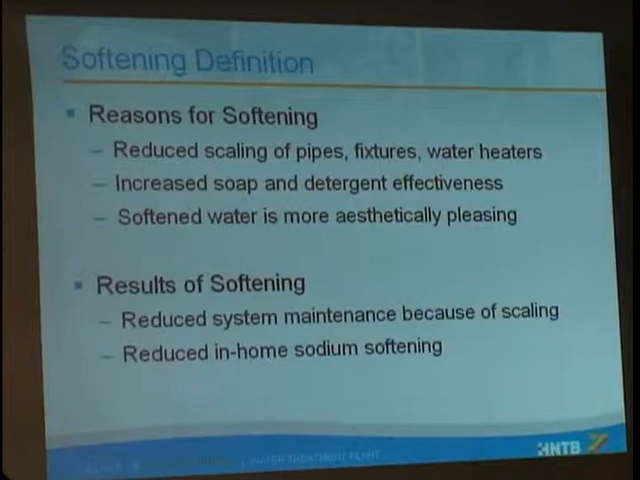 Softening Definition
Reasons for Softening
– Reduced scaling of pipes, fixtures, water heaters
– Increased soap and detergent effectiveness
– Softened water is more aesthetically pleasing
Results of Softening
– Reduced system maintenance because of scaling
– Reduced in-home sodium softening
WATER TREATMENT PLANT
HNTB